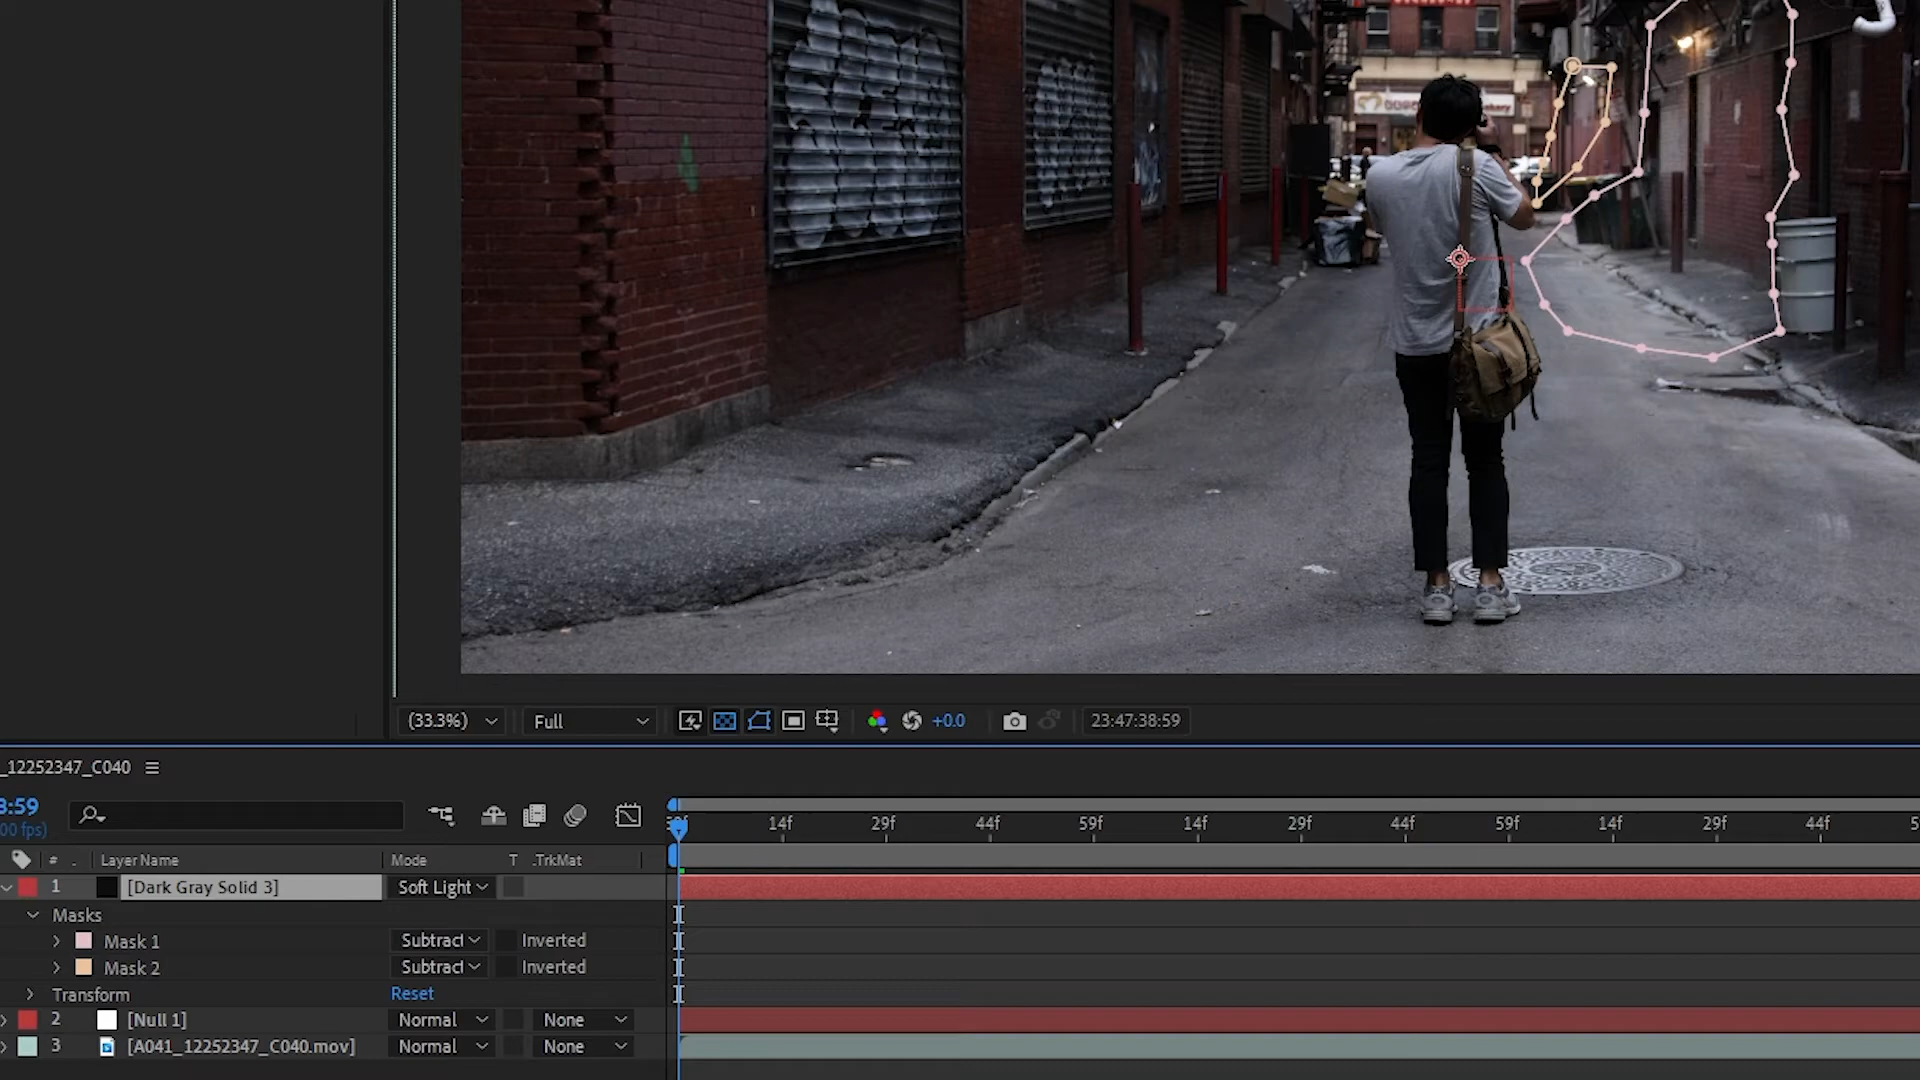 Bakery
(33.3%)
Full
+0.0
23:47:38:59
_12252347_C040
8:59
00 fps)
14f 29f 44f 59f 14f 29f 44f 59f 14f 29f 44f
# . Layer Name Mode T .TrkMat
1 [Dark Gray Solid 3] Soft Light
Masks
Mask 1 Subtract Inverted
Mask 2 Subtract Inverted
Transform Reset
2 [Null 1] Normal None
3 [A041_12252347_C040.mov] Normal None